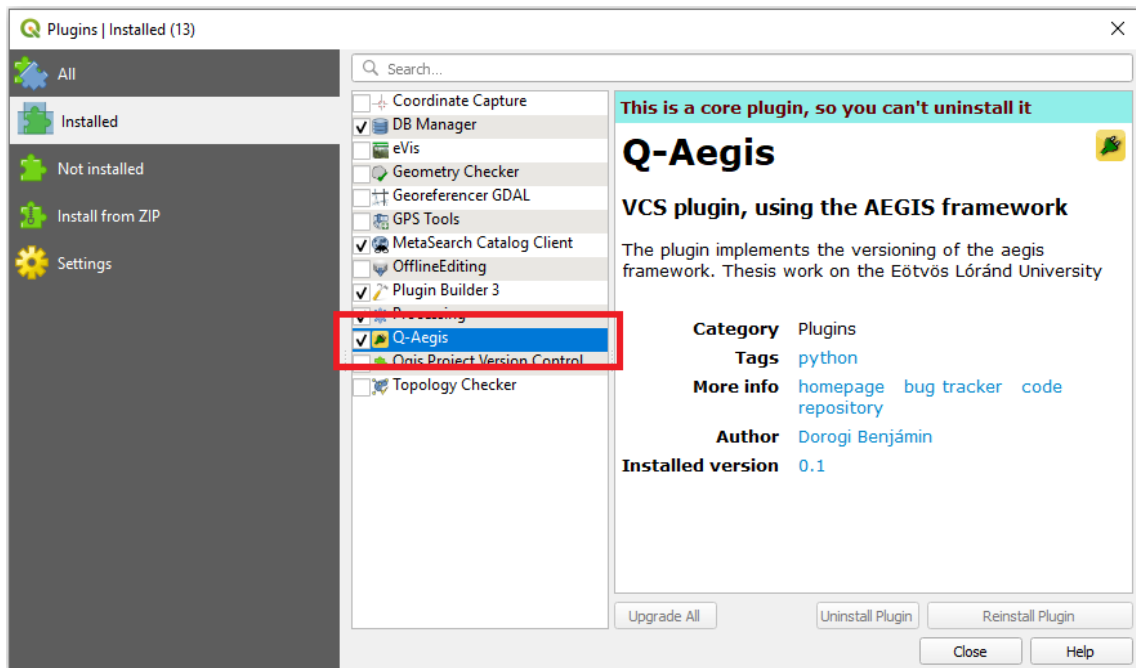 Plugins | Installed (13)
All
Installed
Not installed
Install from ZIP
Settings
Search...
Coordinate Capture
DB Manager
eVis
Geometry Checker
Georeferencer GDAL
GPS Tools
MetaSearch Catalog Client
OfflineEditing
Plugin Builder 3
Processing
Q-Aegis
Qgis Project Version Control
Topology Checker
This is a core plugin, so you can't uninstall it
Q-Aegis
VCS plugin, using the AEGIS framework
The plugin implements the versioning of the aegis
framework. Thesis work on the Eötvös Lóránd University
Category Plugins
Tags python
More info homepage bug tracker code
repository
Author Dorogi Benjámin
Installed version 0.1
Upgrade All Uninstall Plugin Reinstall Plugin
Close Help